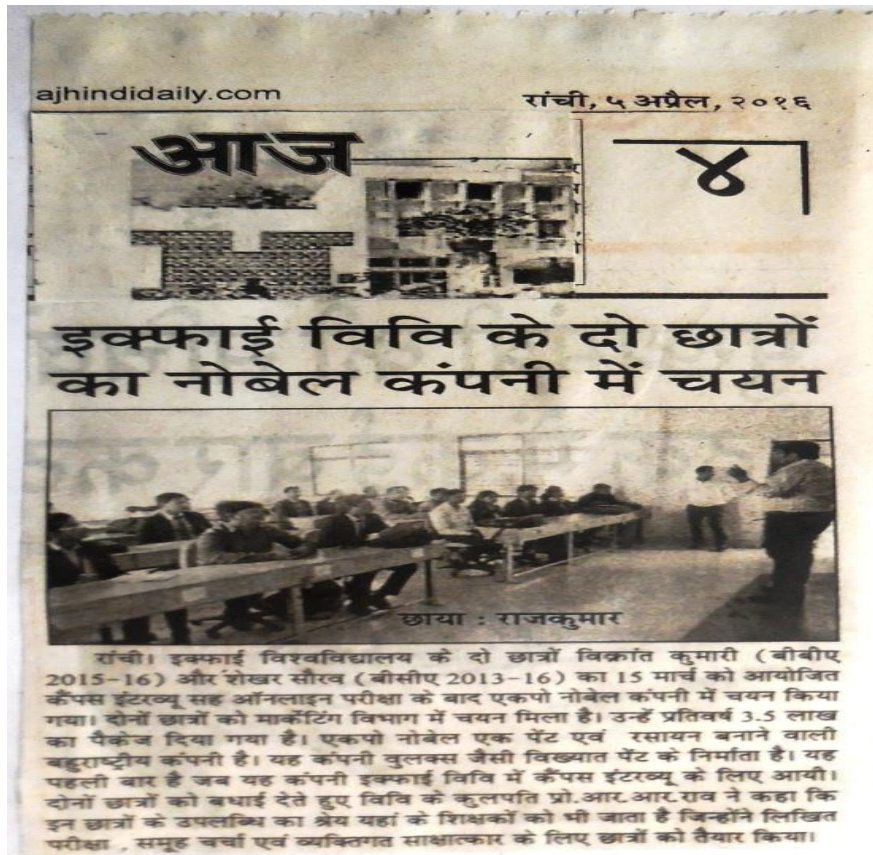 ajhindidaily.com
रांची, ५ अप्रैल, २०१६
आज
४
इक्फाई विवि के दो छात्रों
का नोबेल कंपनी में चयन
छाया : राजकुमार
रांची। इक्फाई विश्वविद्यालय के दो छात्रों विक्रांत कुमारी (बीबीए
2015-16) और शेखर सौरव (बीसीए 2013-16) का 15 मार्च को आयोजित
कैंपस इंटरव्यू सह ऑनलाइन परीक्षा के बाद एकपो नोबेल कंपनी में चयन किया
गया। दोनों छात्रों को मार्केटिंग विभाग में चयन मिला है। उन्हें प्रतिवर्ष 3.5 लाख
का पैकेज दिया गया है। एकपो नोबेल एक पेंट एवं रसायन बनाने वाली
बहुराष्ट्रीय कंपनी है। यह कंपनी वुलक्स जैसी विख्यात पेंट के निर्माता है। यह
पहली बार है जब यह कंपनी इक्फाई विवि में कैंपस इंटरव्यू के लिए आयी।
दोनों छात्रों को बधाई देते हुए विवि के कुलपति प्रो.आर.आर.राव ने कहा कि
इन छात्रों के उपलब्धि का श्रेय यहां के शिक्षकों को भी जाता है जिन्होंने लिखित
परीक्षा , समूह चर्चा एवं व्यक्तिगत साक्षात्कार के लिए छात्रों को तैयार किया।